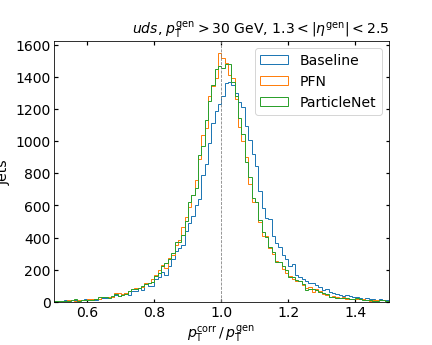 uds, p_T^gen > 30 GeV, 1.3 < |η^gen| < 2.5
Baseline
PFN
ParticleNet
Jets
1600
1400
1200
1000
800
600
400
200
0
0.6 0.8 1.0 1.2 1.4
p_T^corr / p_T^gen